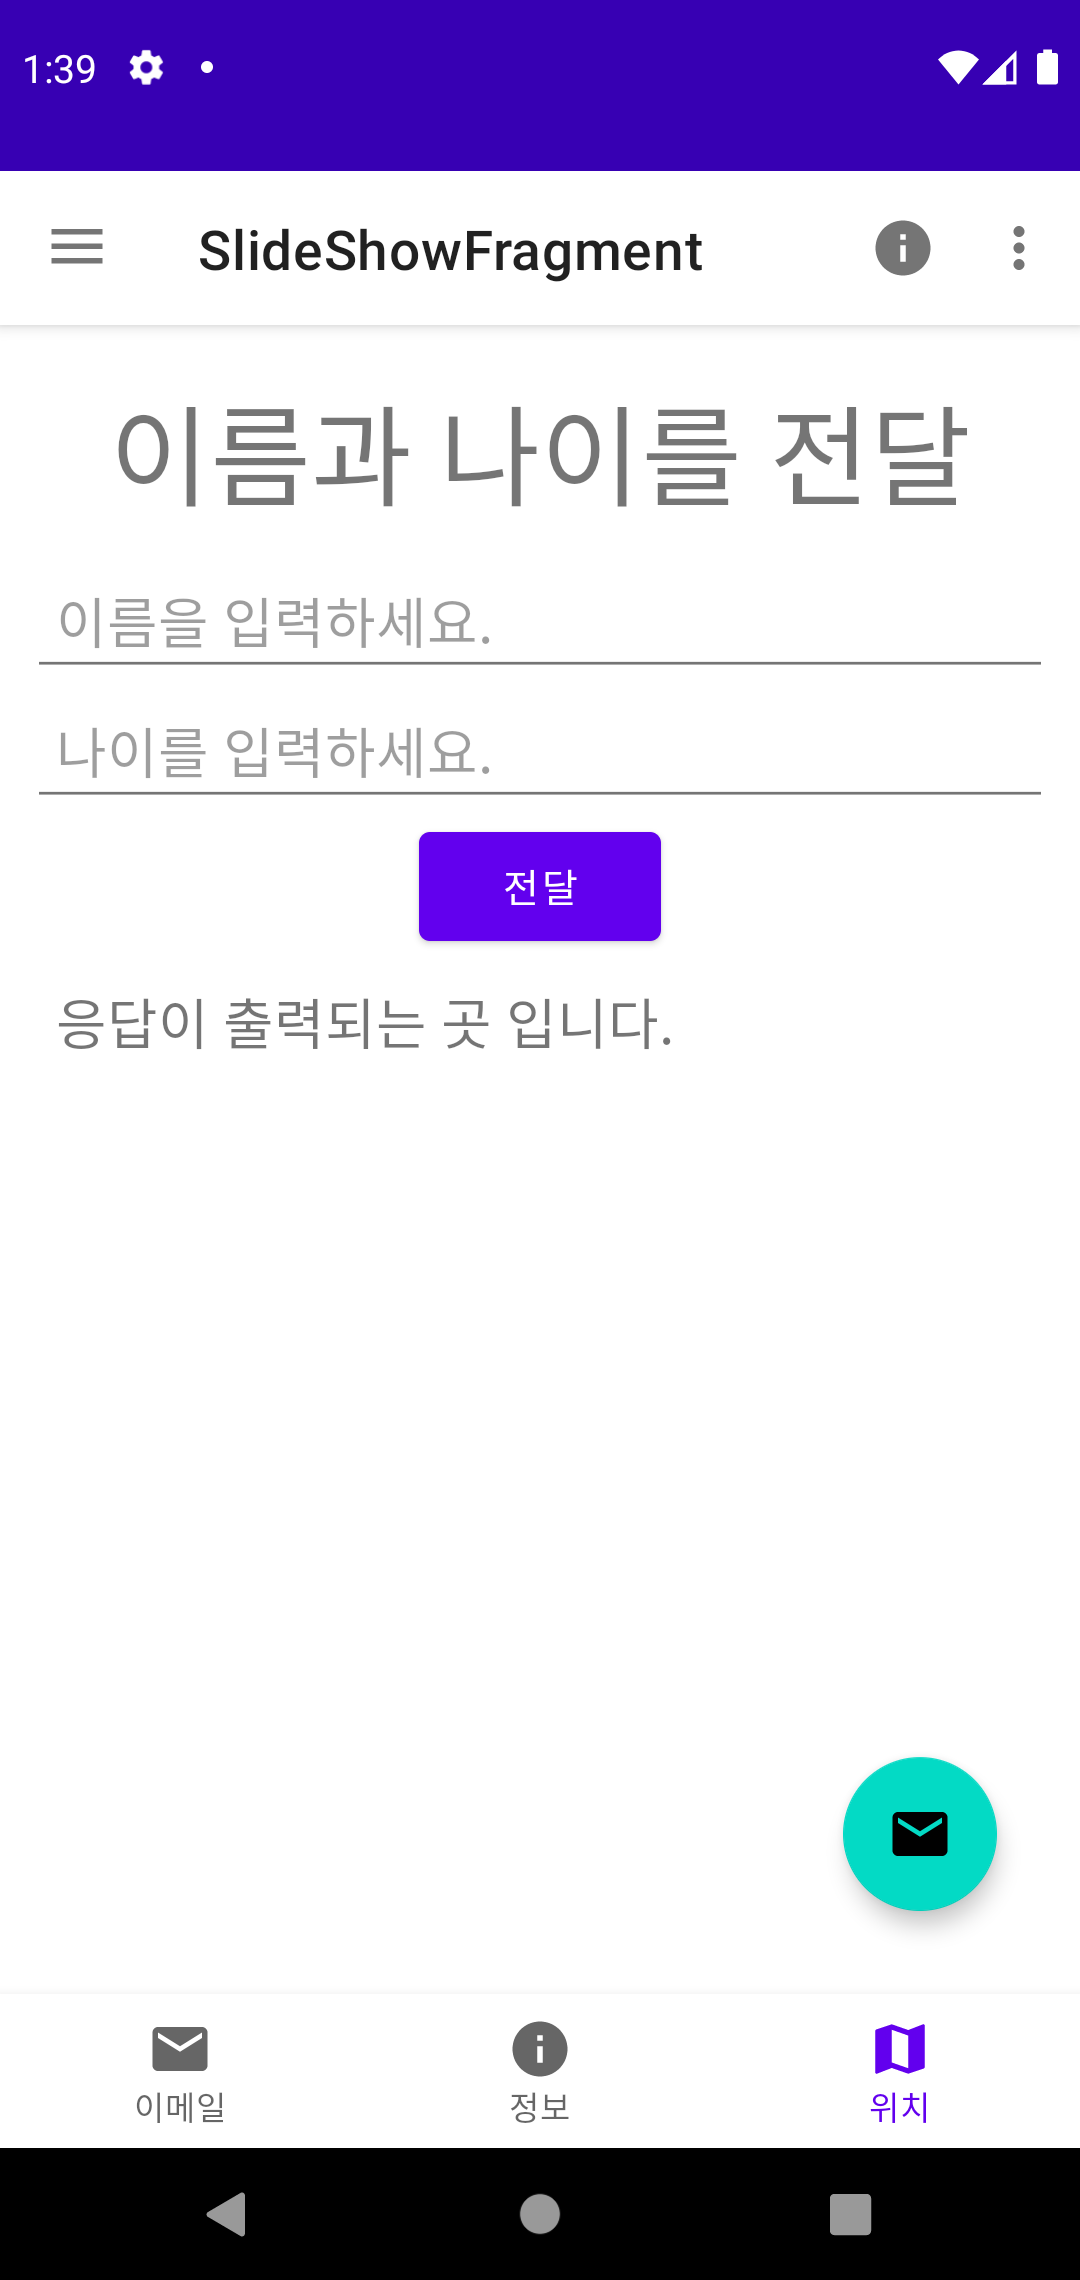 1:39
SlideShowFragment
이름과 나이를 전달
이름을 입력하세요.
나이를 입력하세요.
전달
응답이 출력되는 곳 입니다.
이메일
정보
위치